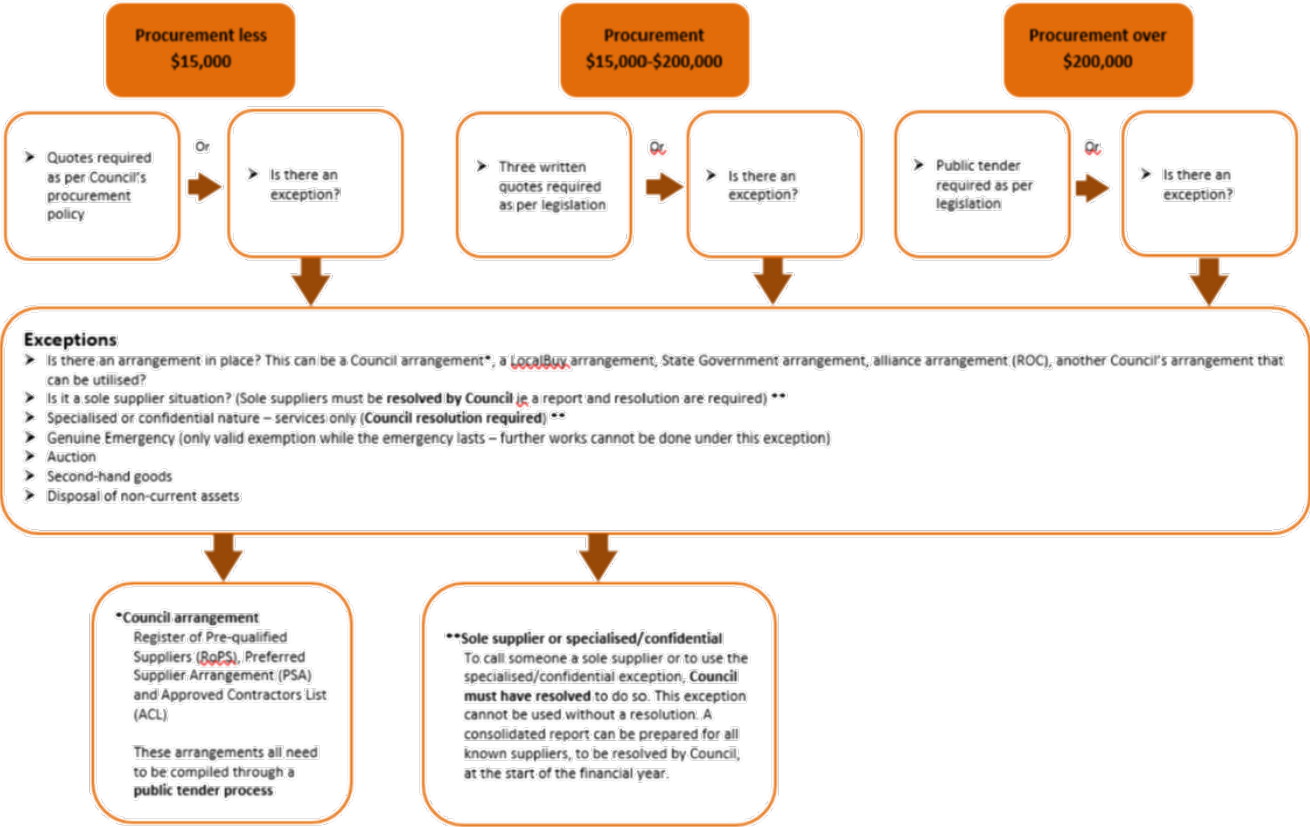 Procurement less
$15,000
Procurement
$15,000-$200,000
Procurement over
$200,000
➤ Quotes required
as per Council's
procurement
policy
Or
➤ Is there an
exception?
➤ Three written
quotes required
as per legislation
Or
➤ Is there an
exception?
➤ Public tender
required as per
legislation
Or
➤ Is there an
exception?
Exceptions
➤ Is there an arrangement in place? This can be a Council arrangement*, a LocalBuy arrangement, State Government arrangement, alliance arrangement (ROC), another Council's arrangement that
can be utilised?
➤ Is it a sole supplier situation? (Sole suppliers must be resolved by Council ie a report and resolution are required) **
➤ Specialised or confidential nature – services only (Council resolution required) **
➤ Genuine Emergency (only valid exemption while the emergency lasts – further works cannot be done under this exception)
➤ Auction
➤ Second-hand goods
➤ Disposal of non-current assets
*Council arrangement
Register of Pre-qualified
Suppliers (RoPS), Preferred
Supplier Arrangement (PSA)
and Approved Contractors List
(ACL)
These arrangements all need
to be compiled through a
public tender process
**Sole supplier or specialised/confidential
To call someone a sole supplier or to use the
specialised/confidential exception, Council
must have resolved to do so. This exception
cannot be used without a resolution. A
consolidated report can be prepared for all
known suppliers, to be resolved by Council,
at the start of the financial year.